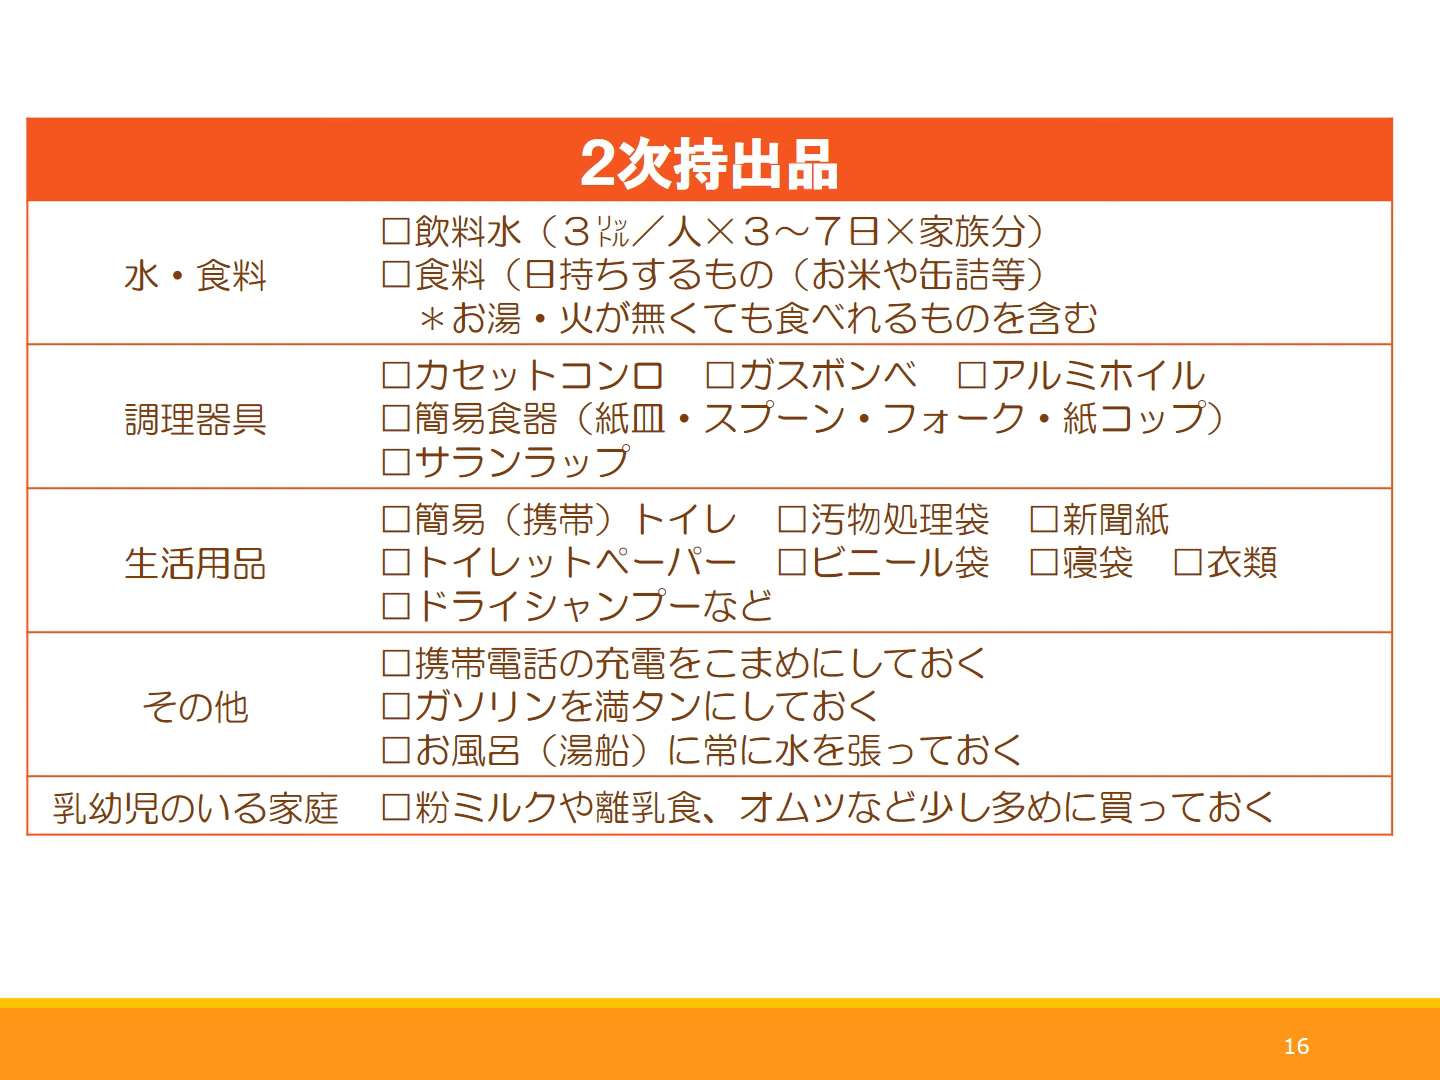 2次持出品
水・食料
□飲料水（３㍑／人×３～７日×家族分）
□食料（日持ちするもの（お米や缶詰等）
＊お湯・火が無くても食べれるものを含む
調理器具
□カセットコンロ　□ガスボンベ　□アルミホイル
□簡易食器（紙皿・スプーン・フォーク・紙コップ）
□サランラップ
生活用品
□簡易（携帯）トイレ　□汚物処理袋　□新聞紙
□トイレットペーパー　□ビニール袋　□寝袋　□衣類
□ドライシャンプーなど
その他
□携帯電話の充電をこまめにしておく
□ガソリンを満タンにしておく
□お風呂（湯船）に常に水を張っておく
乳幼児のいる家庭
□粉ミルクや離乳食、オムツなど少し多めに買っておく
16